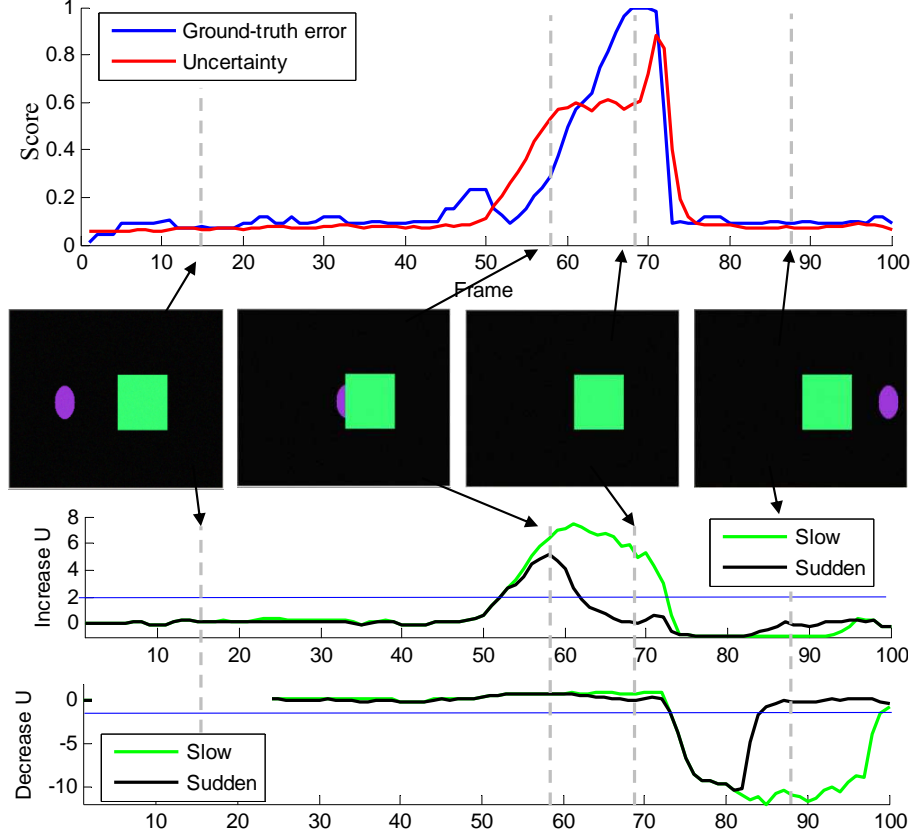 1
0.8
0.6
0.4
0.2
0
Score
Ground-truth error
Uncertainty
0 10 20 30 40 50 60 70 80 90 100
Frame
8
6
4
2
0
Increase U
Slow
Sudden
10 20 30 40 50 60 70 80 90 100
0
-5
-10
Decrease U
Slow
Sudden
10 20 30 40 50 60 70 80 90 100